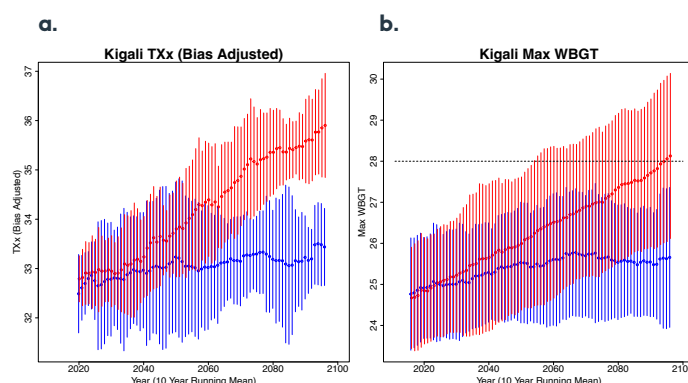 a.
b.
Kigali TXx (Bias Adjusted)
Kigali Max WBGT
TXx (Bias Adjusted)
37
36
35
34
33
32
2020
2040
2060
2080
2100
Year (10 Year Running Mean)
Max WBGT
30
29
28
27
26
25
24
2020
2040
2060
2080
210
Year (10 Year Running Mean)